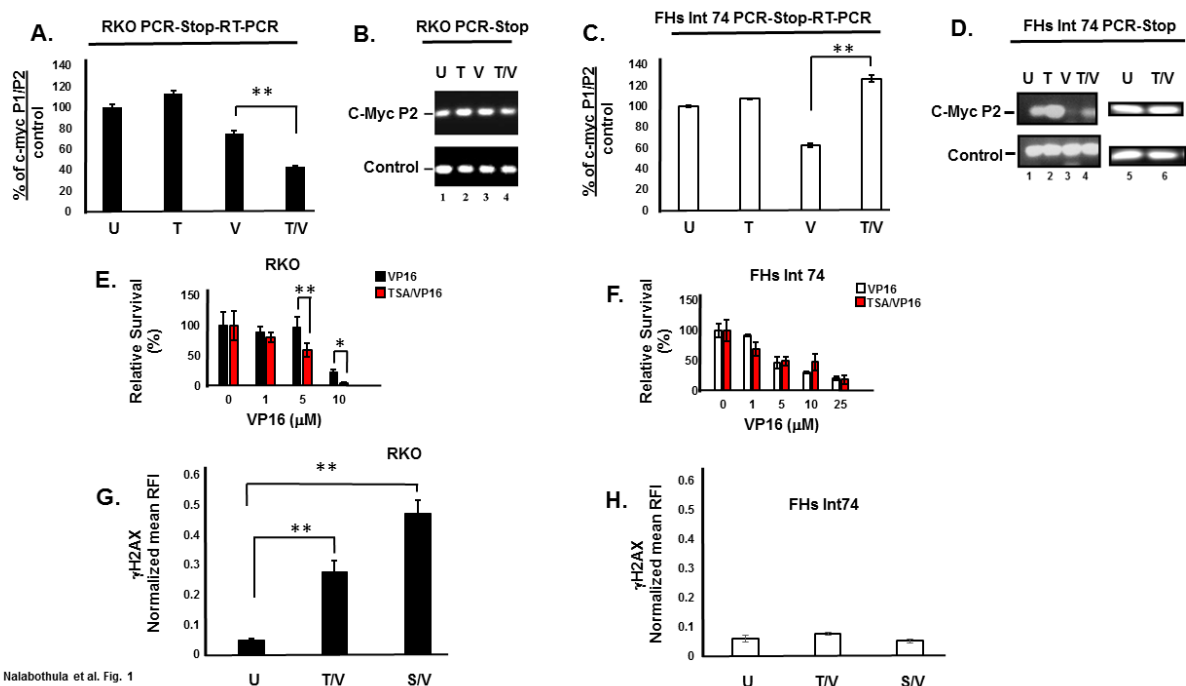 A.
RKO PCR-Stop-RT-PCR
% of c-myc P1/P2
control
140
120
100
80
60
40
20
0
U T V T/V
**
B.
RKO PCR-Stop
U T V T/V
C-Myc P2
Control
1 2 3 4
C.
FHs Int 74 PCR-Stop-RT-PCR
% of c-myc P1/P2
control
140
120
100
80
60
40
20
0
U T V T/V
**
D.
FHs Int 74 PCR-Stop
U T V T/V U T/V
C-Myc P2
Control
1 2 3 4 5 6
E.
RKO
VP16
TSA/VP16
Relative Survival
(%)
150
100
50
0
**
*
0 1 5 10
VP16 (μM)
F.
FHs Int 74
VP16
TSA/VP16
Relative Survival
(%)
150
100
50
0
0 1 5 10 25
VP16 (μM)
G.
RKO
γH2AX
Normalized mean RFI
0.6
0.5
0.4
0.3
0.2
0.1
0
**
**
U T/V S/V
H.
FHs Int74
γH2AX
Normalized mean RFI
0.6
0.5
0.4
0.3
0.2
0.1
0
U T/V S/V
Nalabothula et al. Fig. 1